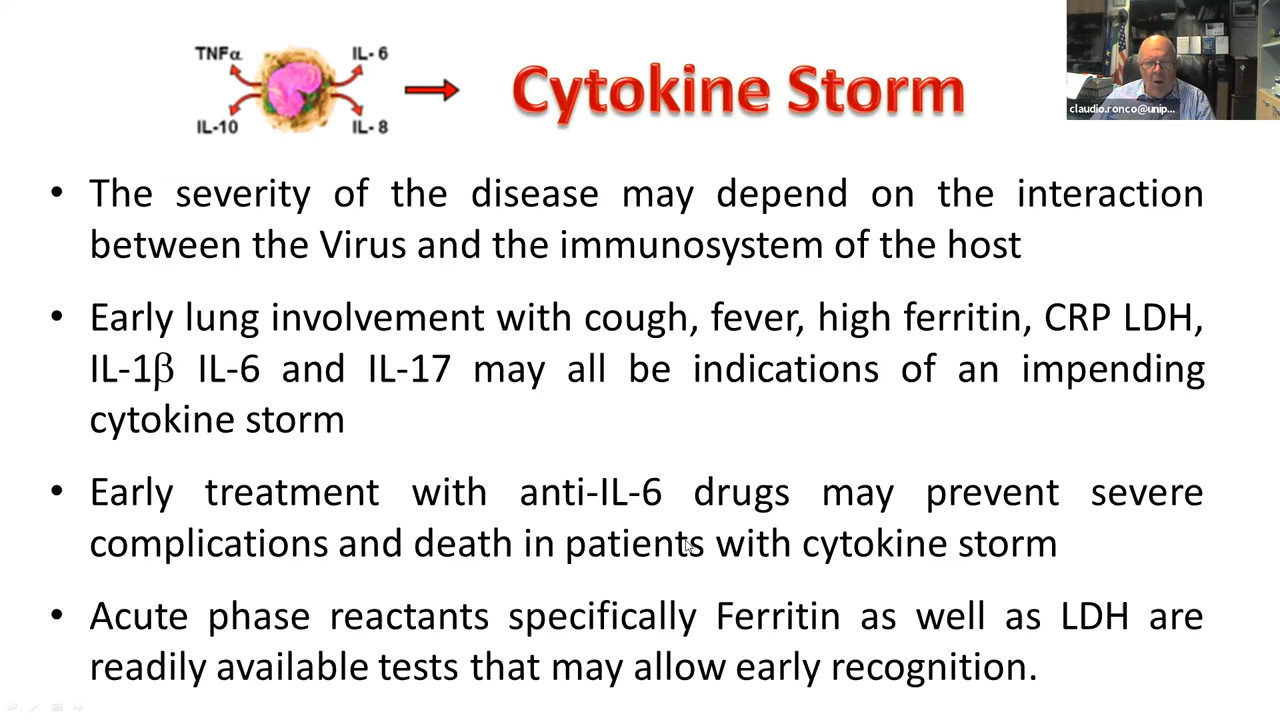 TNFα IL- 6
IL-10 IL- 8
Cytokine Storm
claudio.ronco@unip...
• The severity of the disease may depend on the interaction
between the Virus and the immunosystem of the host
• Early lung involvement with cough, fever, high ferritin, CRP LDH,
IL-1β IL-6 and IL-17 may all be indications of an impending
cytokine storm
• Early treatment with anti-IL-6 drugs may prevent severe
complications and death in patients with cytokine storm
• Acute phase reactants specifically Ferritin as well as LDH are
readily available tests that may allow early recognition.